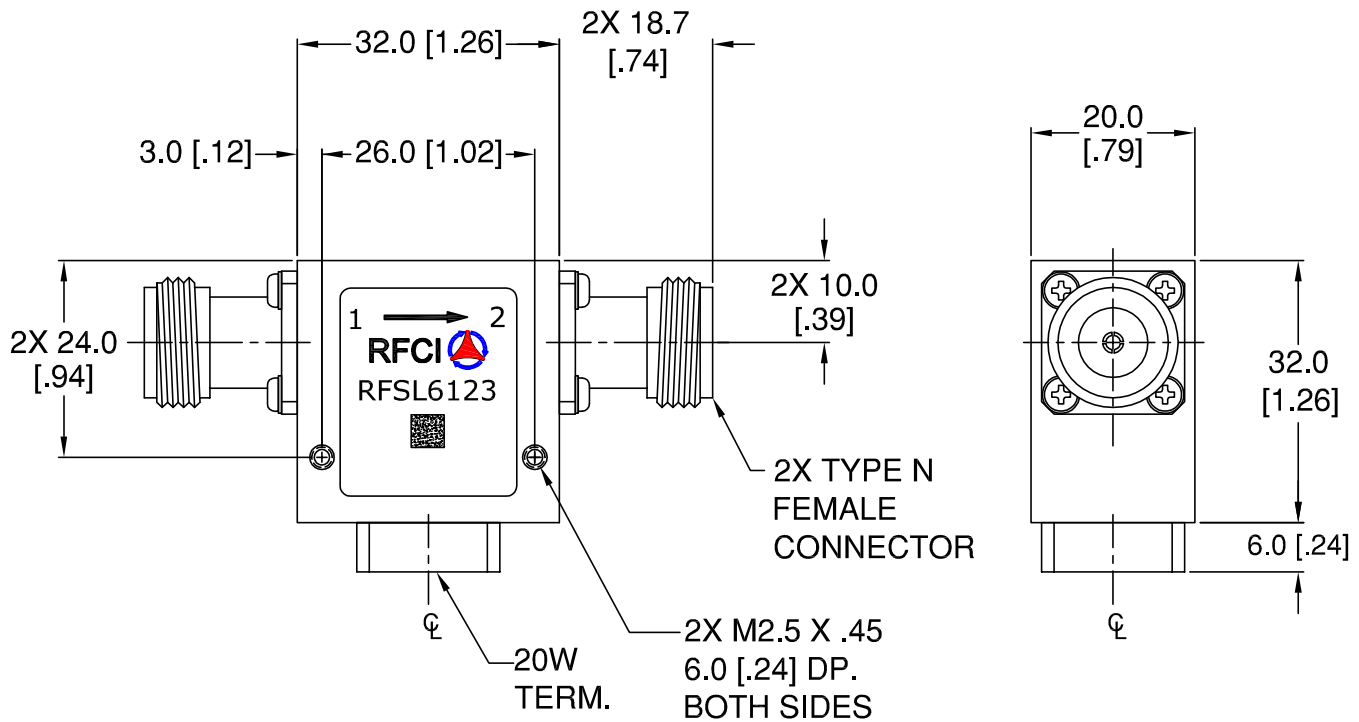 32.0 [1.26]
2X 18.7
[.74]
3.0 [.12]
26.0 [1.02]
20.0
[.79]
2X 24.0
[.94]
2X 10.0
[.39]
1
2
RFCI
RFSL6123
32.0
[1.26]
2X TYPE N
FEMALE
CONNECTOR
6.0 [.24]
℄
℄
20W
TERM.
2X M2.5 X .45
6.0 [.24] DP.
BOTH SIDES